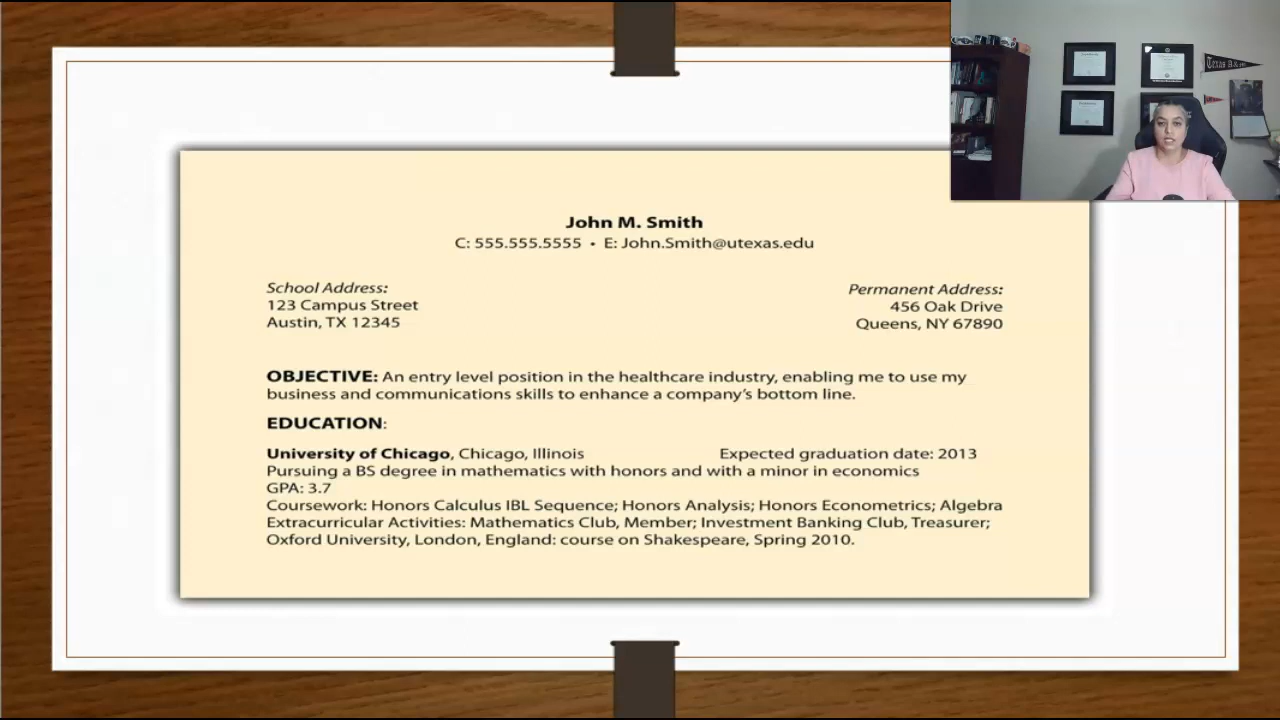 Texas A&M
John M. Smith
C: 555.555.5555 • E: John.Smith@utexas.edu
School Address:
123 Campus Street
Austin, TX 12345
Permanent Address:
456 Oak Drive
Queens, NY 67890
OBJECTIVE: An entry level position in the healthcare industry, enabling me to use my
business and communications skills to enhance a company's bottom line.
EDUCATION:
University of Chicago, Chicago, Illinois Expected graduation date: 2013
Pursuing a BS degree in mathematics with honors and with a minor in economics
GPA: 3.7
Coursework: Honors Calculus IBL Sequence; Honors Analysis; Honors Econometrics; Algebra
Extracurricular Activities: Mathematics Club, Member; Investment Banking Club, Treasurer;
Oxford University, London, England: course on Shakespeare, Spring 2010.